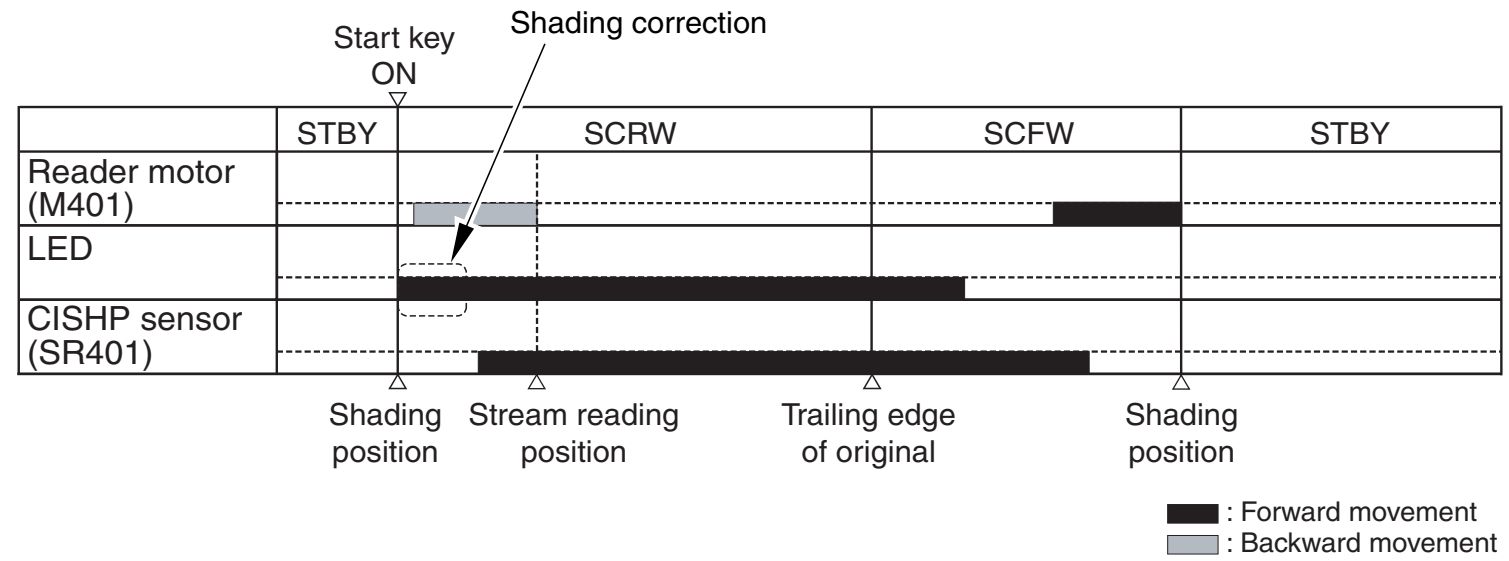 Shading correction
Start key
ON
STBY SCRW SCFW STBY
Reader motor
(M401)
LED
CISHP sensor
(SR401)
Shading
position
Stream reading
position
Trailing edge
of original
Shading
position
: Forward movement
: Backward movement